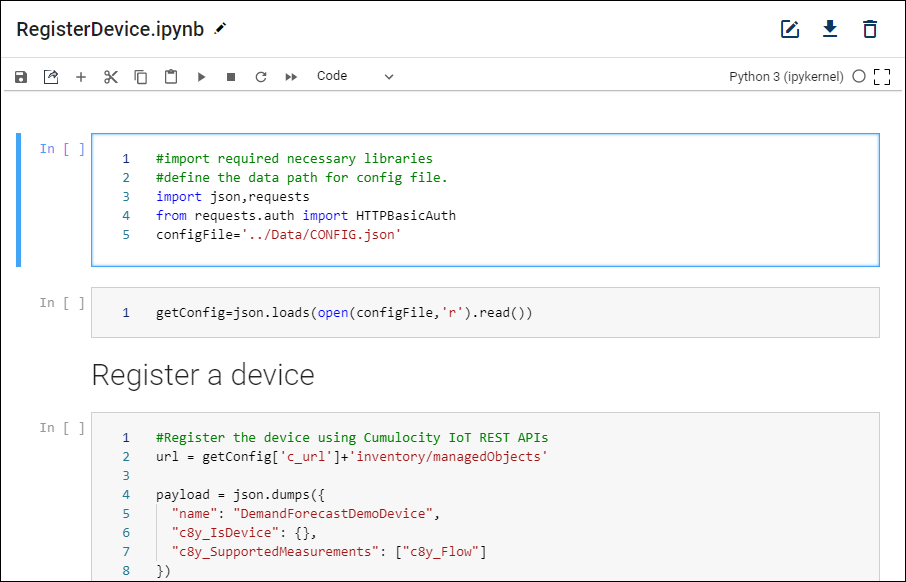 RegisterDevice.ipynb
Code
Python 3 (ipykernel)
In [ ]
1 #import required necessary libraries
2 #define the data path for config file.
3 import json,requests
4 from requests.auth import HTTPBasicAuth
5 configFile='../Data/CONFIG.json'
In [ ]
1 getConfig=json.loads(open(configFile,'r').read())
Register a device
In [ ]
1 #Register the device using Cumulocity IoT REST APIs
2 url = getConfig['c_url']+'inventory/managedObjects'
3
4 payload = json.dumps({
5 "name": "DemandForecastDemoDevice",
6 "c8y_IsDevice": {},
7 "c8y_SupportedMeasurements": ["c8y_Flow"]
8 })